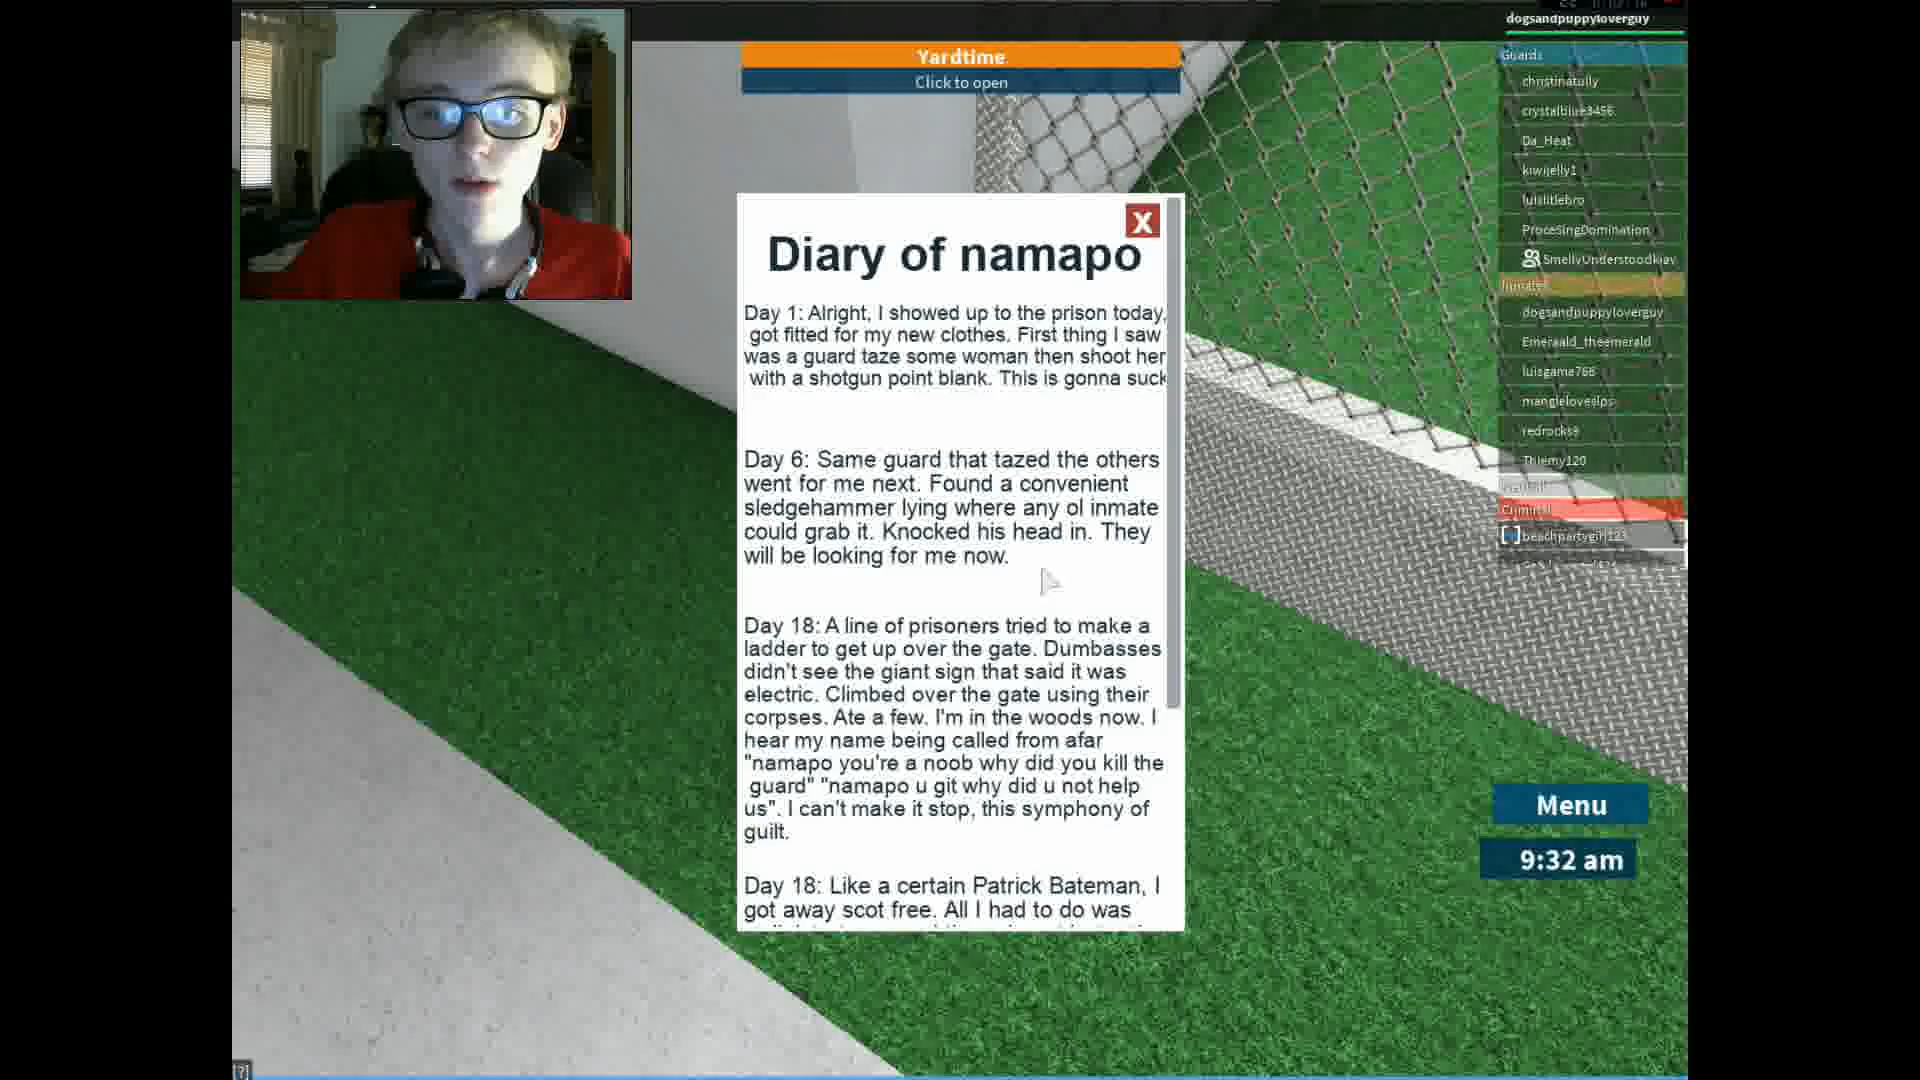 dogsandpuppyloverguy
Yardtime
Click to open
Guards
christinatully
crystalblue3456
Da_Heat
kiwijelly1
luislitlebro
ProceSingDomination
SmellyUnderstoodkjav
Inmates
dogsandpuppyloverguy
Emeraald_theemerald
luisgama766
mangleloveslps
redrocks9
Thiemy120
Criminal
beachpartygirl123
X
Diary of namapo
Day 1: Alright, I showed up to the prison today,
got fitted for my new clothes. First thing I saw
was a guard taze some woman then shoot her
with a shotgun point blank. This is gonna suck
Day 6: Same guard that tazed the others
went for me next. Found a convenient
sledgehammer lying where any ol inmate
could grab it. Knocked his head in. They
will be looking for me now.
Day 18: A line of prisoners tried to make a
ladder to get up over the gate. Dumbasses
didn't see the giant sign that said it was
electric. Climbed over the gate using their
corpses. Ate a few. I'm in the woods now. I
hear my name being called from afar
"namapo you're a noob why did you kill the
guard" "namapo u git why did u not help
us". I can't make it stop, this symphony of
guilt.
Day 18: Like a certain Patrick Bateman, I
got away scot free. All I had to do was
Menu
9:32 am
[?]